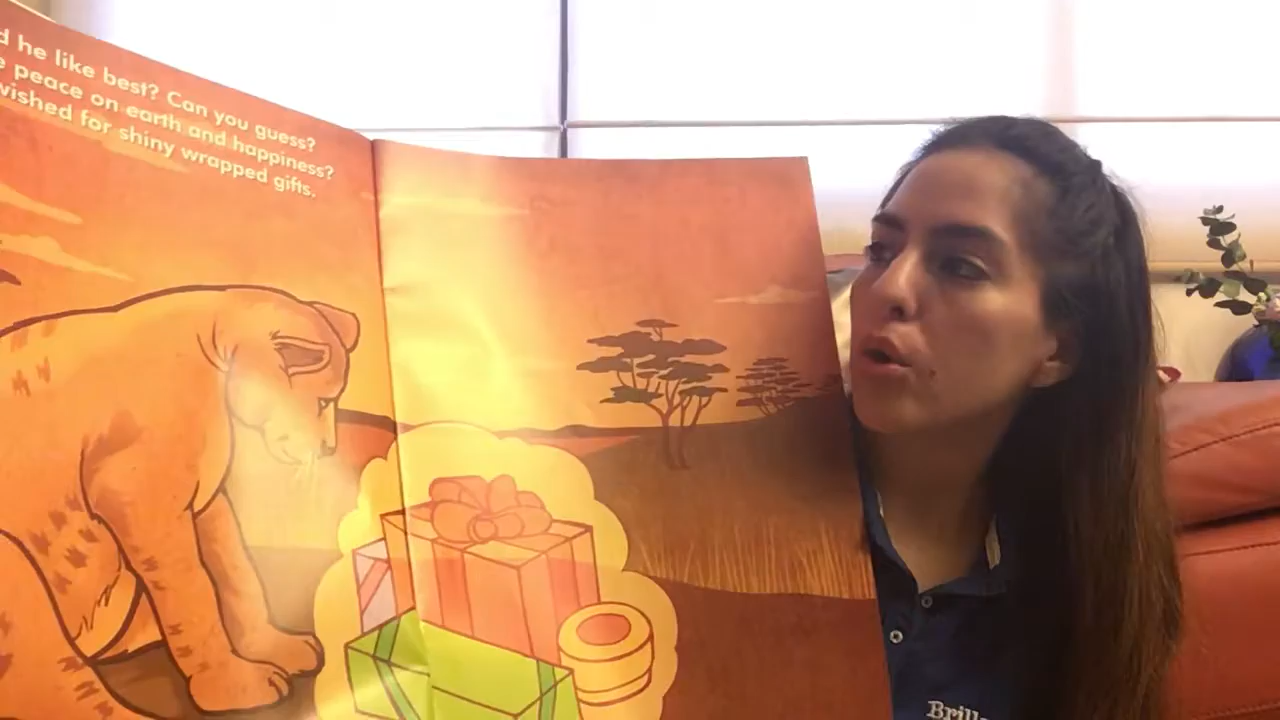 he like best? Can you guess?
peace on earth and happiness?
wished for shiny wrapped gifts.